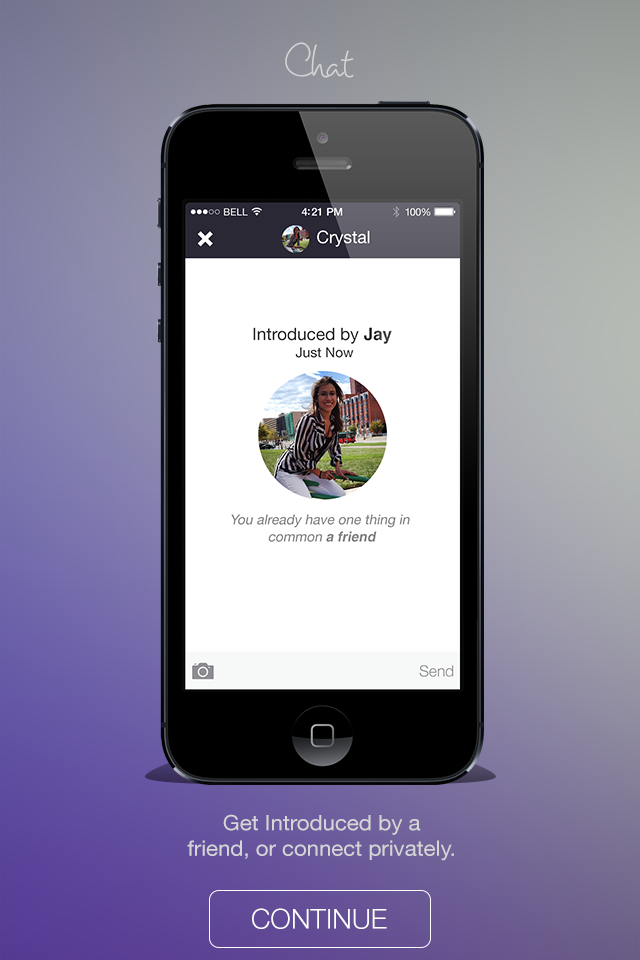 Chat
BELL 4:21 PM 100%
Crystal
Introduced by Jay
Just Now
You already have one thing in
common a friend
Send
Get Introduced by a
friend, or connect privately.
CONTINUE